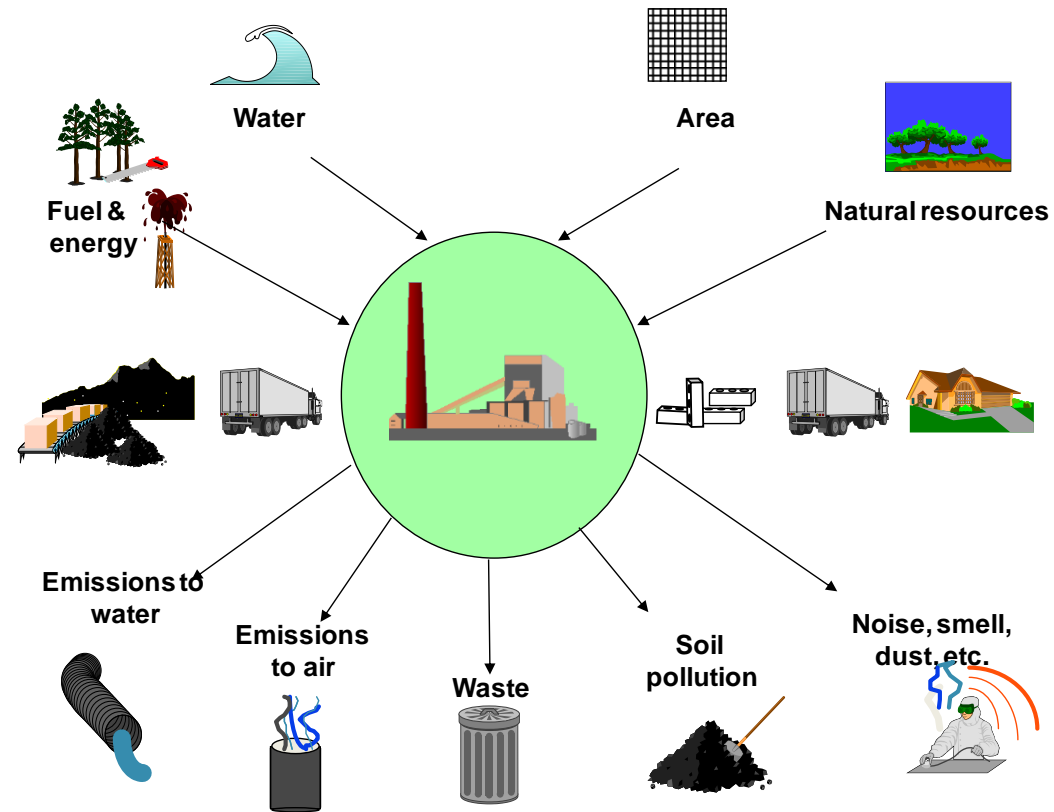 Water
Area
Fuel &
energy
Natural resources
Emissions to
water
Emissions
to air
Waste
Soil
pollution
Noise, smell,
dust, etc.